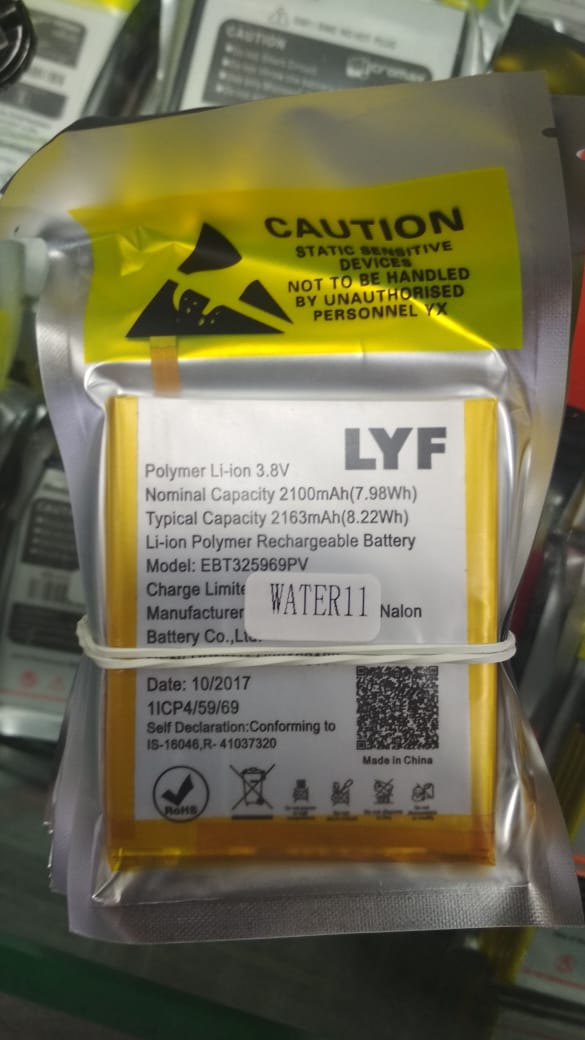 CAUTION
CAUTION
STATIC SENSITIVE
DEVICES
NOT TO BE HANDLED
BY UNAUTHORISED
PERSONNEL YX
LYF
Polymer Li-ion 3.8V
Nominal Capacity 2100mAh(7.98Wh)
Typical Capacity 2163mAh(8.22Wh)
Li-ion Polymer Rechargeable Battery
Model: EBT325969PV
Charge Limite
WATER11
Manufacturer Nalon
Battery Co.,Ltd.
Date: 10/2017
1ICP4/59/69
Self Declaration:Conforming to
IS-16046,R- 41037320
Made in China
RoHS